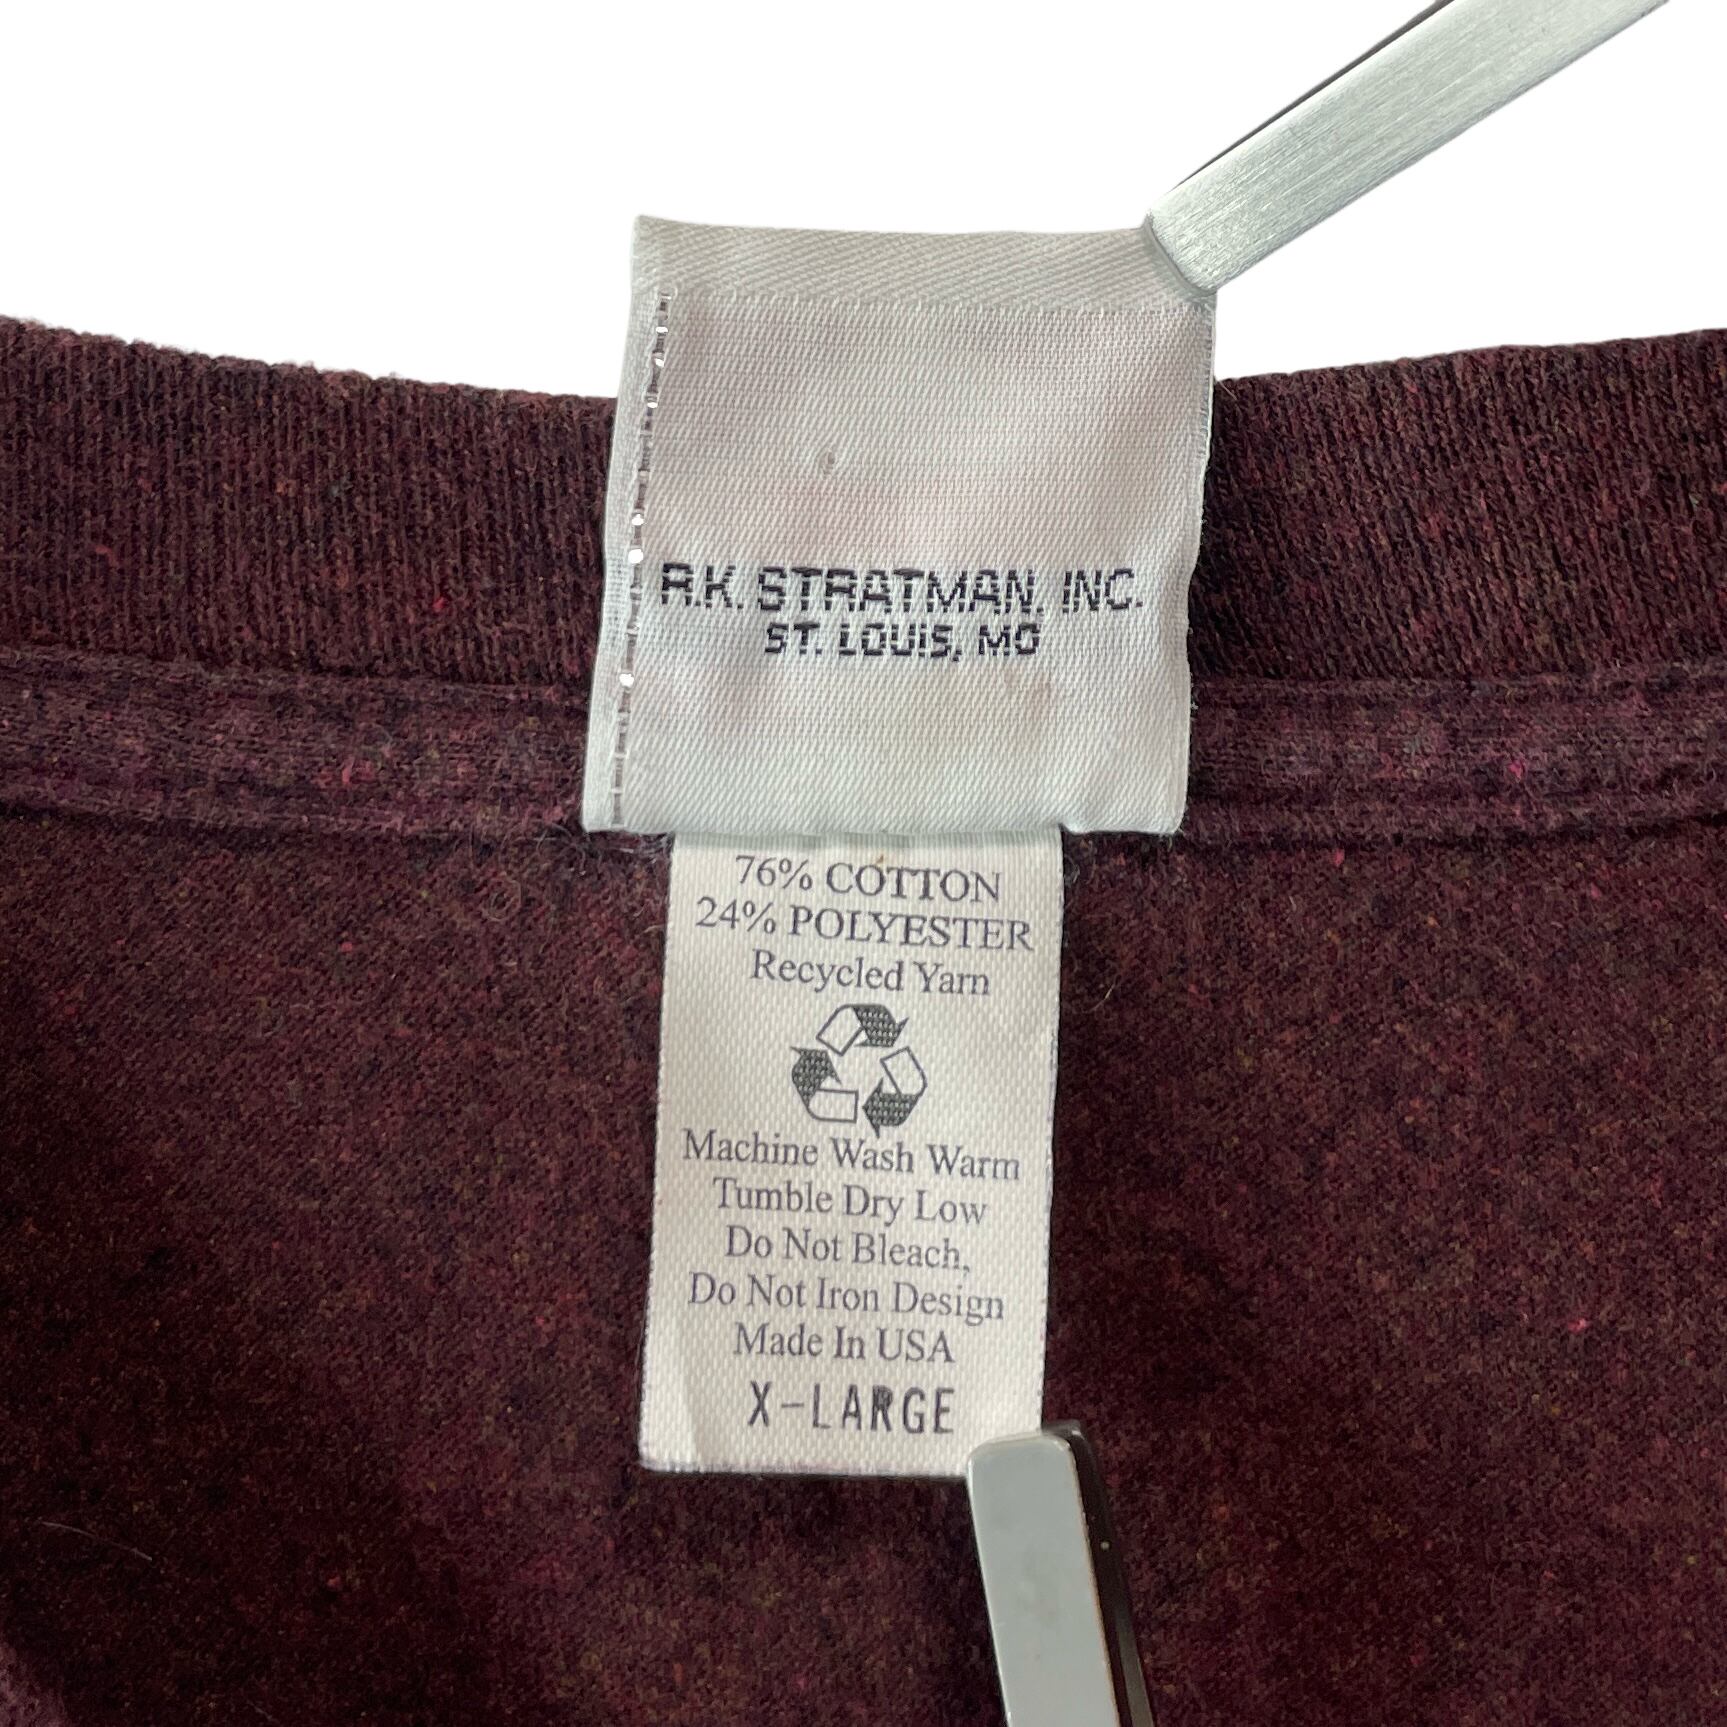 R.K. STRATMAN, INC.
ST. LOUIS, MO
76% COTTON
24% POLYESTER
Recycled Yarn
Machine Wash Warm
Tumble Dry Low
Do Not Bleach,
Do Not Iron Design
Made In USA
X-LARGE